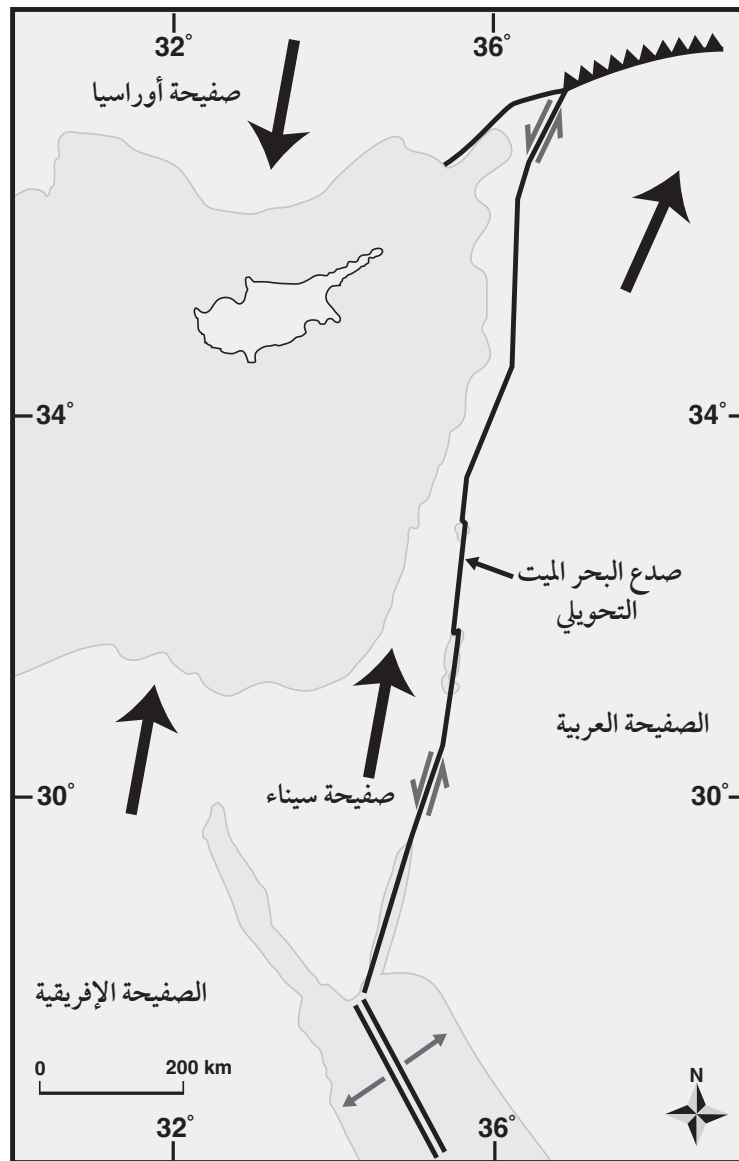 32°
36°
صفيحة أوراسيا
34°
34°
صدع البحر الميت
التحويلي
الصفيحة العربية
30°
صفيحة سيناء
30°
الصفيحة الإفريقية
0
200 km
N
32°
36°